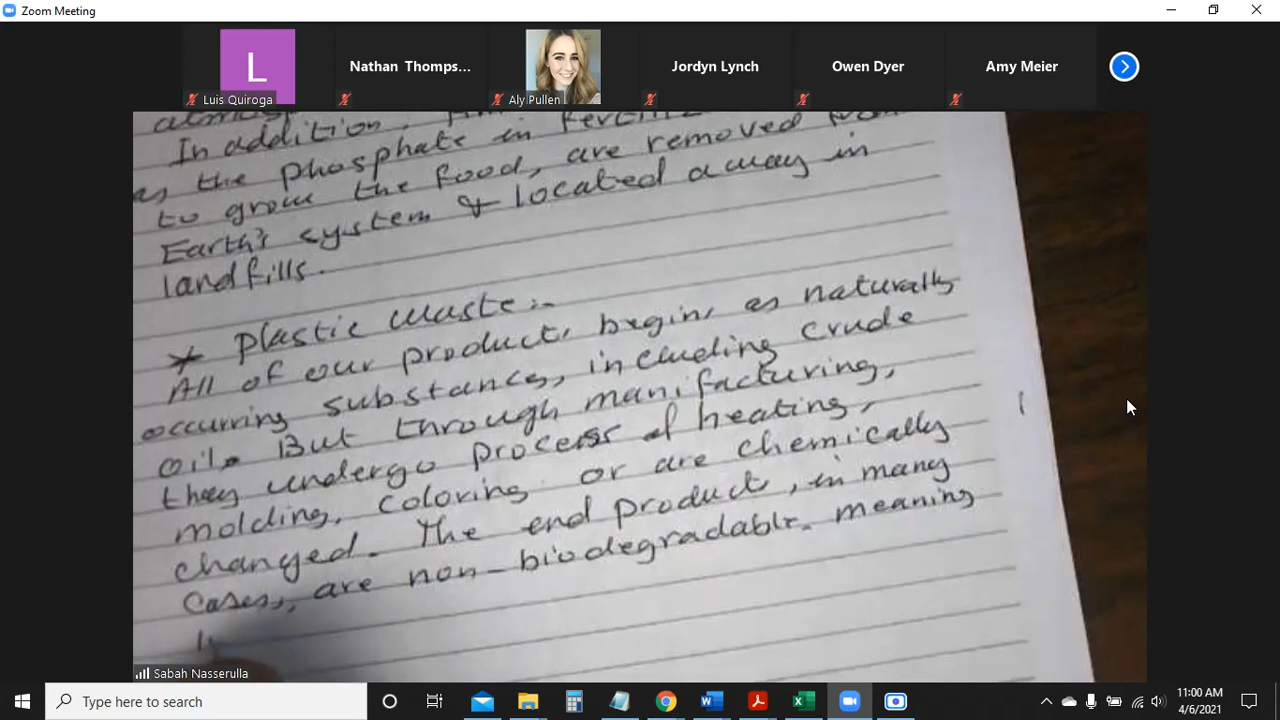 Zoom Meeting
L
Luis Quiroga
Nathan Thomps...
Aly Pullen
Jordyn Lynch
Owen Dyer
Amy Meier
In addition,
as the phosphate in
to grow the food, are removed from
Earth's system & located away in
landfills.
* Plastic waste:-
All of our product, begin, as naturally
occurring substances, including crude
oil. But through manifacturing,
they undergo process of heating,
molding, coloring or are chemically
changed. The end product, in many
cases, are non-biodegradable. meaning
Sabah Nasserulla
Type here to search
11:00 AM
4/6/2021